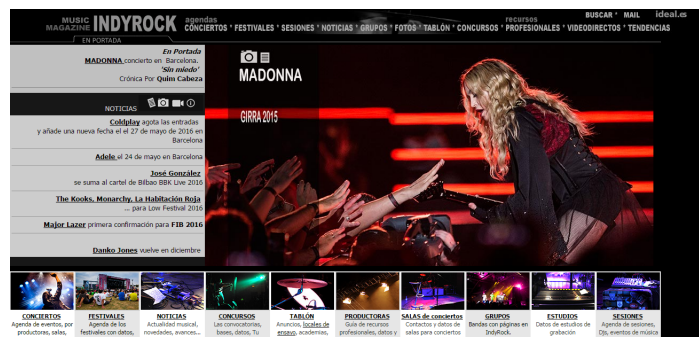 BUSCAR * MAIL ideal.es
MUSIC MAGAZINE INDYROCK agendas recursos
CONCIERTOS * FESTIVALES * SESIONES * NOTICIAS * GRUPOS * FOTOS * TABLÓN * CONCURSOS * PROFESIONALES * VIDEODIRECTOS * TENDENCIAS
EN PORTADA
En Portada
MADONNA concierto en Barcelona.
'Sin miedo'
Crónica Por Quim Cabeza
NOTICIAS
Coldplay agota las entradas
y añade una nueva fecha el el 27 de mayo de 2016 en
Barcelona
Adele el 24 de mayo en Barcelona
José González
se suma al cartel de Bilbao BBK Live 2016
The Kooks, Monarchy, La Habitación Roja
... para Low Festival 2016
Major Lazer primera confirmación para FIB 2016
Danko Jones vuelve en diciembre
MADONNA
GIRRA 2015
CONCIERTOS
Agenda de eventos, por
productoras, salas,
FESTIVALES
Agenda de los
festivales con datos,
NOTICIAS
Actualidad musical,
novedades, avances...
CONCURSOS
Las convocatorias,
bases, datos, Tu
TABLÓN
Anuncios, locales de
ensayo, academias,
PRODUCTORAS
Guia de recursos
profesionales, datos y
SALAS de conciertos
Contactos y datos de
salas para conciertos
GRUPOS
Bandas con páginas en
IndyRock.
ESTUDIOS
Datos de estudios de
grabación
SESIONES
Agenda de sesiones,
Djs, eventos de música